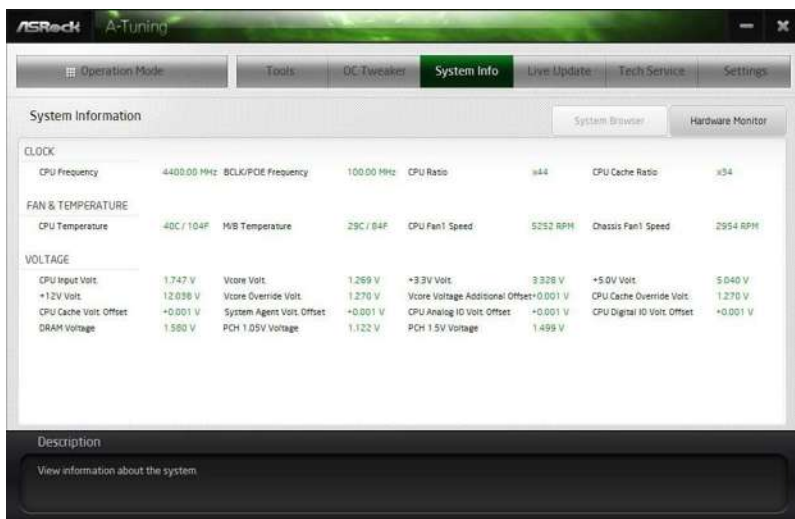 ASRock A-Tuning
Operation Mode Tools OC Tweaker System Info Live Update Tech Service Settings
System Information System Browser Hardware Monitor
CLOCK
CPU Frequency 4400.00 MHz BCLK/PCIE Frequency 100.00 MHz CPU Ratio x44 CPU Cache Ratio x34
FAN & TEMPERATURE
CPU Temperature 40C / 104F M/B Temperature 29C / 84F CPU Fan1 Speed 5252 RPM Chassis Fan1 Speed 2954 RPM
VOLTAGE
CPU Input Volt. 1.747 V Vcore Volt. 1.269 V +3.3V Volt. 3.328 V +5.0V Volt. 5.040 V
+12V Volt. 12.038 V Vcore Override Volt. 1.270 V Vcore Voltage Additional Offset +0.001 V CPU Cache Override Volt. 1.270 V
CPU Cache Volt. Offset +0.001 V System Agent Volt. Offset +0.001 V CPU Analog IO Volt. Offset +0.001 V CPU Digital IO Volt. Offset +0.001 V
DRAM Voltage 1.580 V PCH 1.05V Voltage 1.122 V PCH 1.5V Voltage 1.499 V
Description
View information about the system